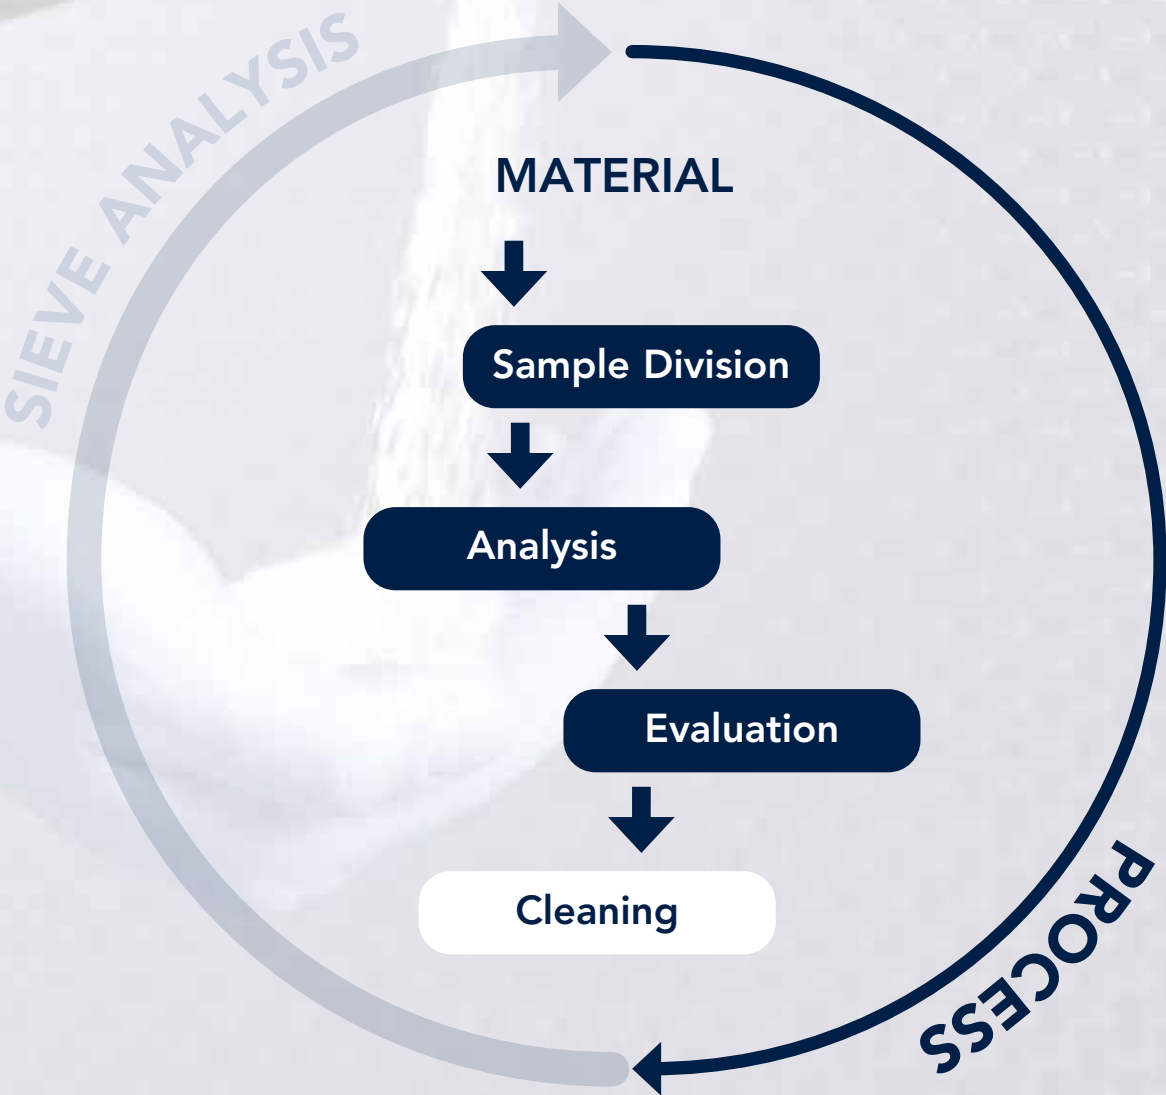 SIEVE ANALYSIS
MATERIAL
Sample Division
Analysis
Evaluation
Cleaning
PROCESS